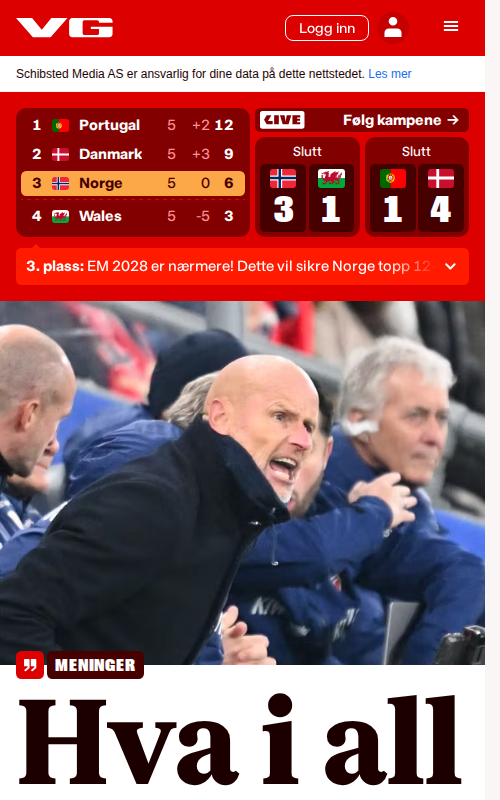 VG
Logg inn
Schibsted Media AS er ansvarlig for dine data på dette nettstedet. Les mer
1 Portugal 5 +2 12
2 Danmark 5 +3 9
3 Norge 5 0 6
4 Wales 5 -5 3
LIVE Følg kampene →
Slutt
3 1
Slutt
1 4
3. plass: EM 2028 er nærmere! Dette vil sikre Norge topp 12
MENINGER
Hva i all